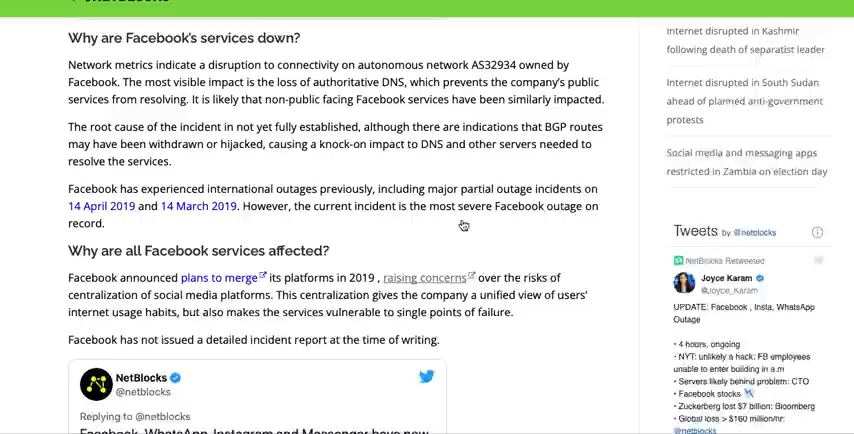 Why are Facebook's services down?
Network metrics indicate a disruption to connectivity on autonomous network AS32934 owned by
Facebook. The most visible impact is the loss of authoritative DNS, which prevents the company's public
services from resolving. It is likely that non-public facing Facebook services have been similarly impacted.
The root cause of the incident in not yet fully established, although there are indications that BGP routes
may have been withdrawn or hijacked, causing a knock-on impact to DNS and other servers needed to
resolve the services.
Facebook has experienced international outages previously, including major partial outage incidents on
14 April 2019 and 14 March 2019. However, the current incident is the most severe Facebook outage on
record.
Why are all Facebook services affected?
Facebook announced plans to merge its platforms in 2019 , raising concerns over the risks of
centralization of social media platforms. This centralization gives the company a unified view of users'
internet usage habits, but also makes the services vulnerable to single points of failure.
Facebook has not issued a detailed incident report at the time of writing.
NetBlocks
@netblocks
Replying to @netblocks
Facebook, WhatsApp, Instagram and Messenger have now
Internet disrupted in Kashmir
following death of separatist leader
Internet disrupted in South Sudan
ahead of planned anti-government
protests
Social media and messaging apps
restricted in Zambia on election day
Tweets by @netblocks
NetBlocks Retweeted
Joyce Karam
@Joyce_Karam
UPDATE: Facebook , Insta, WhatsApp
Outage
• 4 hours, ongoing
• NYT: unlikely a hack: FB employees
unable to enter building in a.m
• Servers likely behind problem: CTO
• Facebook stocks
• Zuckerberg lost $7 billion: Bloomberg
• Global loss > $160 million/hr:
@netblocks